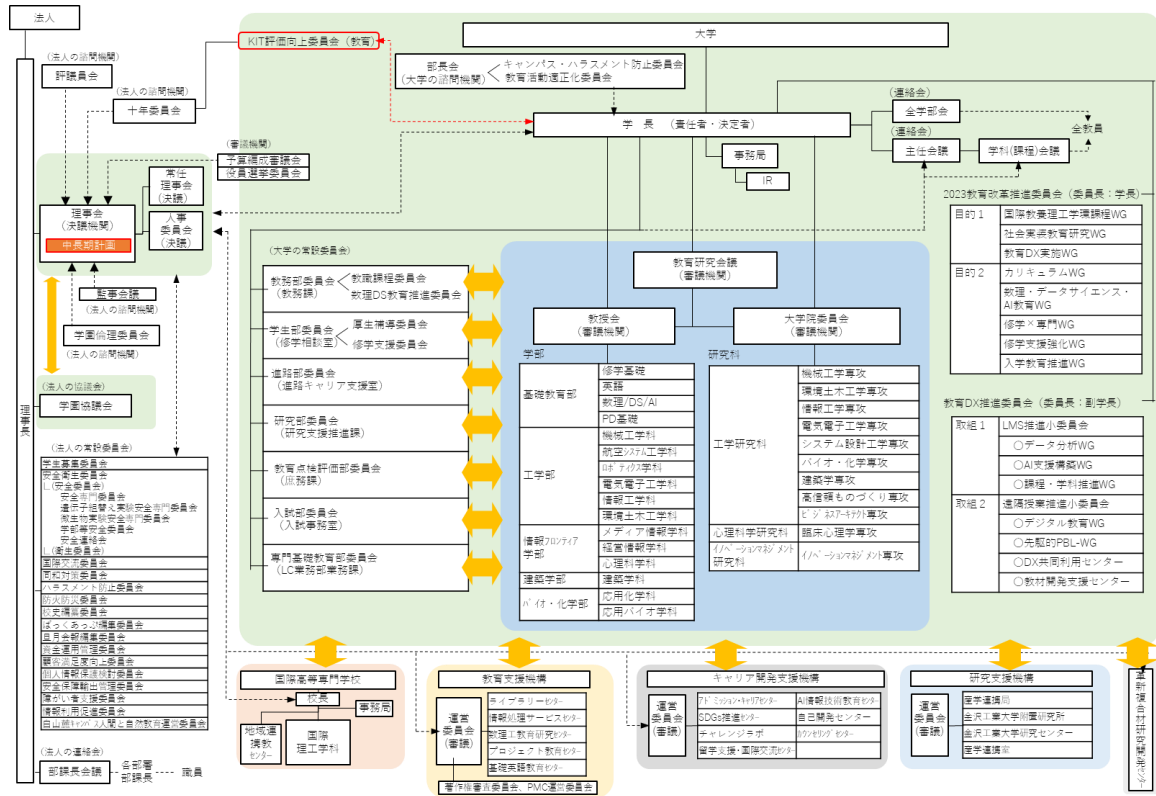 法人
大学
KIT評価向上委員会（教育）
部長会
（大学の諮問機関）
キャンパス・ハラスメント防止委員会
教育活動適正化委員会
（法人の諮問機関）
評議員会
（法人の諮問機関）
十年委員会
学 長 （責任者・決定者）
（連絡会）
全学部会
（連絡会）
主任会議
学科(課程)会議
全教員
事務局
IR
（審議機関）
予算編成審議会
役員選挙委員会
常任
理事会
（決議）
理事会
（決議機関）
中長期計画
人事
委員会
（決議）
監事会議
（法人の諮問機関）
学園倫理委員会
（法人の諮問機関）
（法人の協議会）
学園協議会
理事長
（法人の常設委員会）
学生募集委員会
安全衛生委員会
∟（安全委員会）
安全専門委員会
遺伝子組替え実験安全専門委員会
微生物実験安全専門委員会
学部等安全委員会
安全連絡会
∟（衛生委員会）
国際交流委員会
同和対策委員会
ハラスメント防止委員会
防火防災委員会
校史編纂委員会
ぱっくあっぷ編集委員会
旦月会報編集委員会
資金運用管理委員会
顧客満足度向上委員会
個人情報保護検討委員会
安全保障輸出管理委員会
障がい者支援委員会
情報利用促進委員会
白山麓ｷｬﾝﾊﾟｽ人間と自然教育運営委員会
（法人の連絡会）
部課長会議
各部署
部課長
職員
（大学の常設委員会）
教務部委員会
（教務課）
教職課程委員会
数理DS教育推進委員会
学生部委員会
（修学相談室）
厚生補導委員会
修学支援委員会
進路部委員会
（進路キャリア支援室）
研究部委員会
（研究支援推進課）
教育点検評価部委員会
（庶務課）
入試部委員会
（入試事務室）
専門基礎教育部委員会
（LC業務部業務課）
教育研究会議
（審議機関）
教授会
（審議機関）
大学院委員会
（審議機関）
学部
基礎教育部
修学基礎
英語
数理/DS/AI
PD基礎
工学部
機械工学科
航空ｼｽﾃﾑ工学科
ﾛﾎﾞﾃｨｸｽ学科
電気電子工学科
情報工学科
環境土木工学科
情報ﾌﾛﾝﾃｨｱ
学部
メディア情報学科
経営情報学科
心理科学科
建築学部
建築学科
ﾊﾞｲｵ・化学部
応用化学科
応用バイオ学科
研究科
工学研究科
機械工学専攻
環境土木工学専攻
情報工学専攻
電気電子工学専攻
システム設計工学専攻
バイオ・化学専攻
建築学専攻
高信頼ものづくり専攻
ﾋﾞｼﾞﾈｽｱｰｷﾃｸﾄ専攻
心理科学研究科
臨床心理学専攻
ｲﾉﾍﾞｰｼｮﾝﾏﾈｼﾞﾒﾝﾄ
研究科
ｲﾉﾍﾞｰｼｮﾝﾏﾈｼﾞﾒﾝﾄ専攻
2023教育改革推進委員会（委員長：学長）
目的１
国際教養理工学環課程WG
社会実装教育研究WG
教育DX実施WG
目的２
カリキュラムWG
数理・データサイエンス・
AI教育WG
修学×専門WG
修学支援強化WG
入学教育推進WG
教育DX推進委員会（委員長：副学長）
取組１
LMS推進小委員会
○データ分析WG
○AI支援構築WG
○課程・学科推進WG
取組２
遠隔授業推進小委員会
○デジタル教育WG
○先駆的PBL-WG
○DX共同利用センター
○教材開発支援センター
国際高等専門学校
校長
事務局
地域連
携教
ｾﾝﾀｰ
国際
理工学科
教育支援機構
運営
委員会
（審議）
ライブラリーセンター
情報処理サービスセンター
数理工教育研究センター
プロジェクト教育ｾﾝﾀｰ
基礎英語教育ｾﾝﾀｰ
著作権審査委員会、PMC運営委員会
キャリア開発支援機構
運営
委員会
（審議）
ｱﾄﾞﾐｯｼｮﾝ･ｷｬﾘｱｾﾝﾀｰ
AI情報技術教育ｾﾝﾀｰ
SDGs推進ｾﾝﾀｰ
自己開発センター
チャレンジラボ
ｶｳﾝｾﾘﾝｸﾞｾﾝﾀｰ
留学支援・国際交流ｾﾝﾀｰ
研究支援機構
運営
委員会
（審議）
産学連携局
金沢工業大学附置研究所
金沢工業大学研究センター
産学連携室
革新複合材研究開発ｾﾝﾀｰ